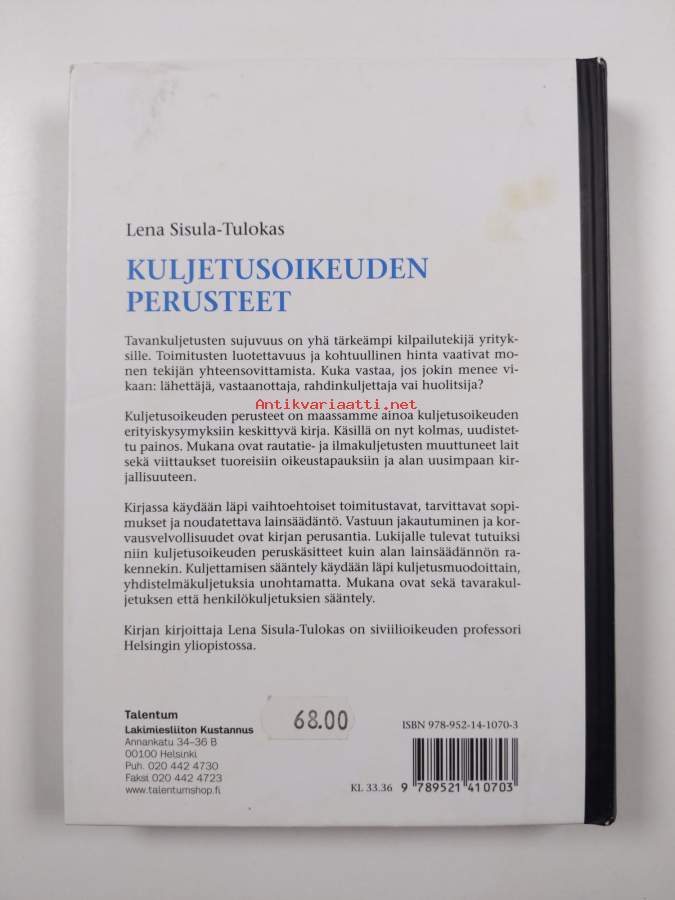 Lena Sisula-Tulokas
KULJETUSOIKEUDEN
PERUSTEET
Tavankuljetusten sujuvuus on yhä tärkeämpi kilpailutekijä yrityk-
sille. Toimitusten luotettavuus ja kohtuullinen hinta vaativat mo-
nen tekijän yhteensovittamista. Kuka vastaa, jos jokin menee vi-
kaan: lähettäjä, vastaanottaja, rahdinkuljettaja vai huolitsija?
Antikvariaatti.net
Kuljetusoikeuden perusteet on maassamme ainoa kuljetusoikeuden
erityiskysymyksiin keskittyvä kirja. Käsillä on nyt kolmas, uudistet-
tu painos. Mukana ovat rautatie- ja ilmakuljetusten muuttuneet lait
sekä viittaukset tuoreisiin oikeustapauksiin ja alan uusimpaan kir-
jallisuuteen.
Kirjassa käydään läpi vaihtoehtoiset toimitustavat, tarvittavat sopi-
mukset ja noudatettava lainsäädäntö. Vastuun jakautuminen ja kor-
vausvelvollisuudet ovat kirjan perusantia. Lukijalle tulevat tutuiksi
niin kuljetusoikeuden peruskäsitteet kuin alan lainsäädännön ra-
kennekin. Kuljettamisen sääntely käydään läpi kuljetusmuodoittain,
yhdistelmäkuljetuksia unohtamatta. Mukana ovat sekä tavarakul-
jetuksen että henkilökuljetuksien sääntely.
Kirjan kirjoittaja Lena Sisula-Tulokas on siviilioikeuden professori
Helsingin yliopistossa.
Talentum
Lakimiesliiton Kustannus
Annankatu 34–36 B
00100 Helsinki
Puh. 020 442 4730
Faksi 020 442 4723
www.talentumshop.fi
68.00
ISBN 978-952-14-1070-3
KL 33.36
9 789521 410703